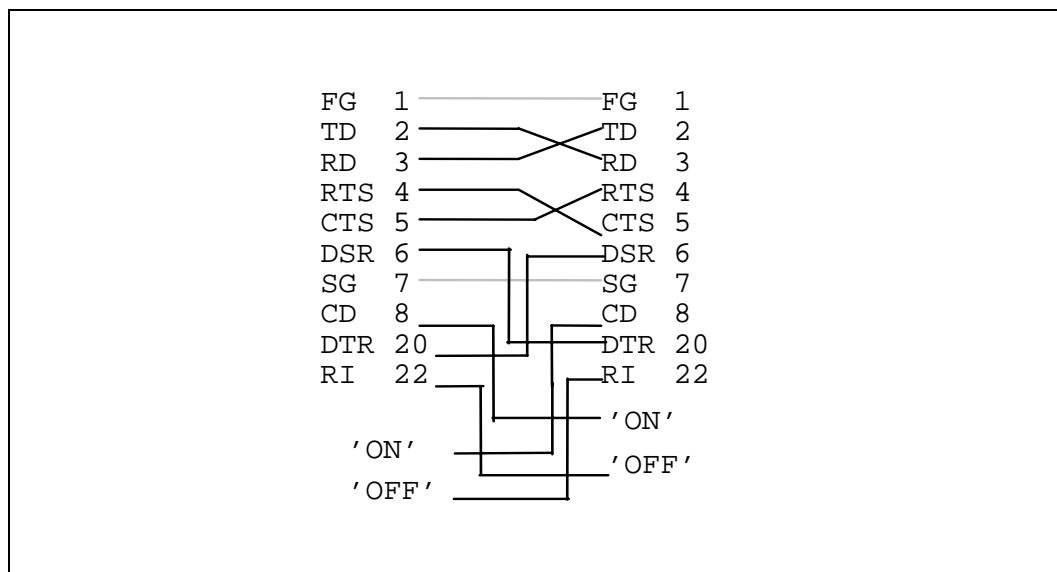 FG 1 FG 1
TD 2 TD 2
RD 3 RD 3
RTS 4 RTS 4
CTS 5 CTS 5
DSR 6 DSR 6
SG 7 SG 7
CD 8 CD 8
DTR 20 DTR 20
RI 22 RI 22
'ON'
'ON'
'OFF'
'OFF'